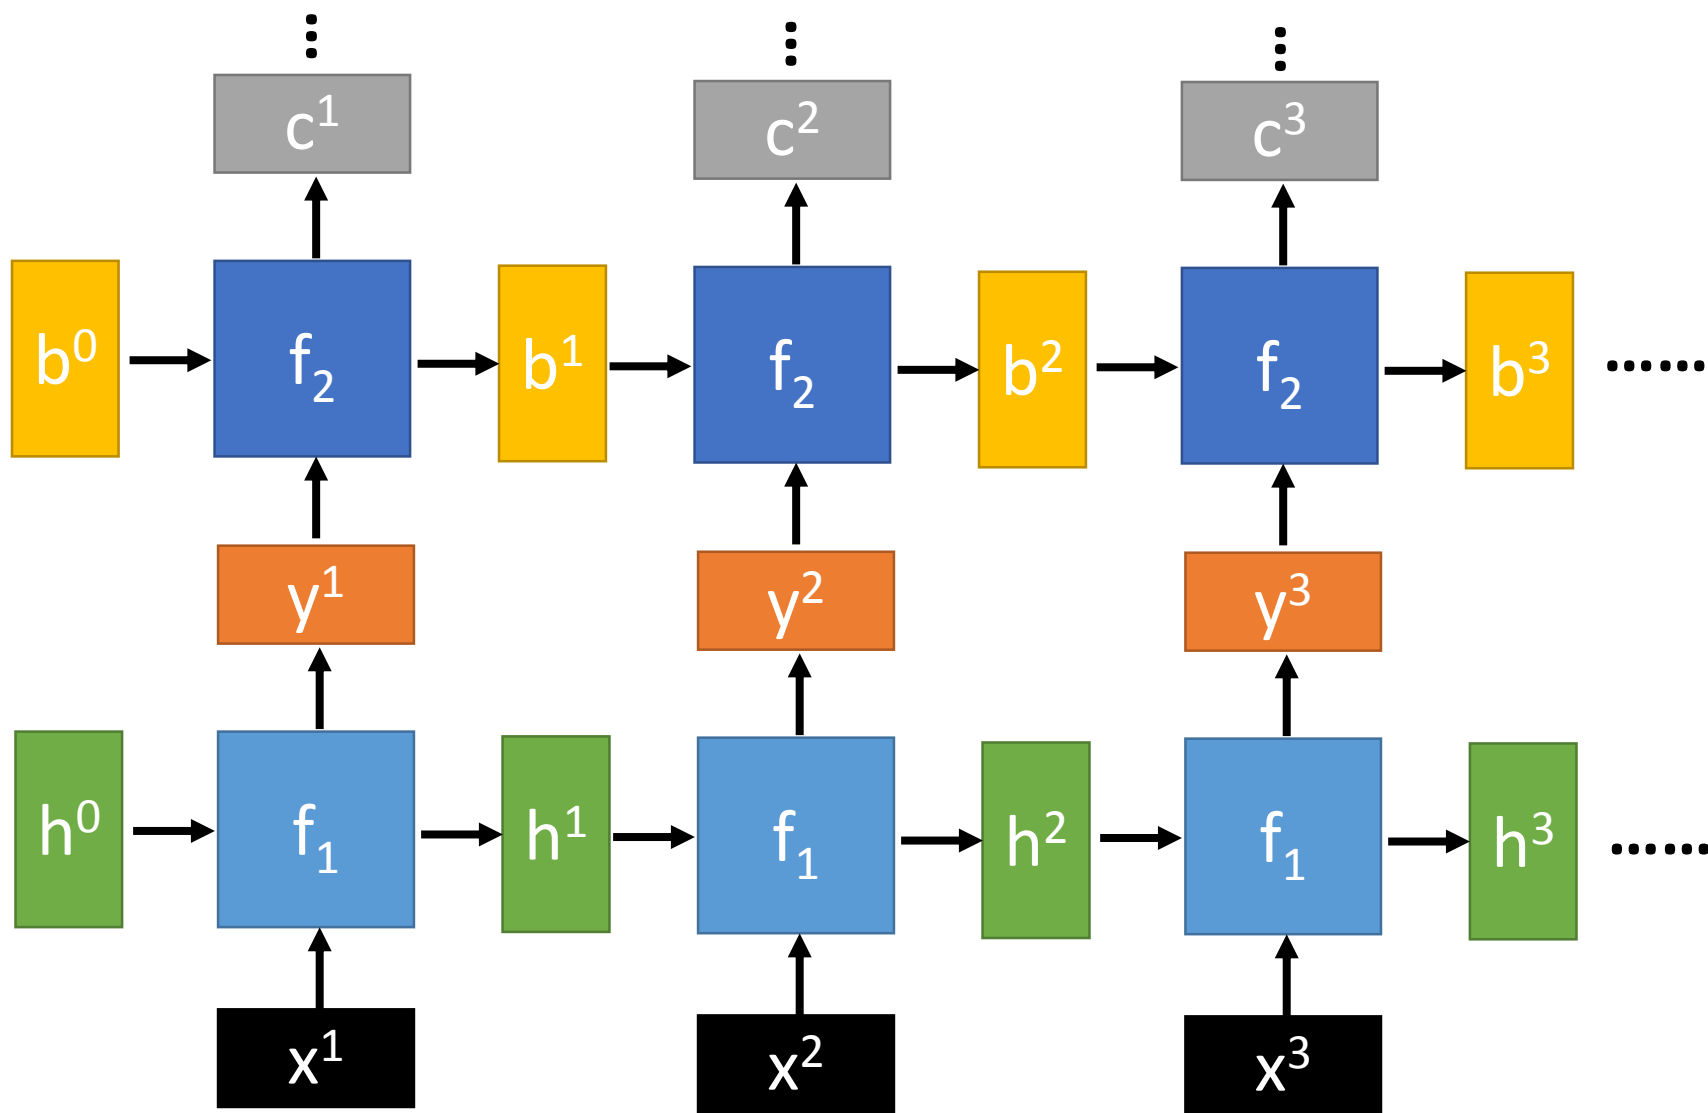 c¹ c² c³
b⁰ f₂ b¹ f₂ b² f₂ b³ ......
y¹ y² y³
h⁰ f₁ h¹ f₁ h² f₁ h³ ......
x¹ x² x³